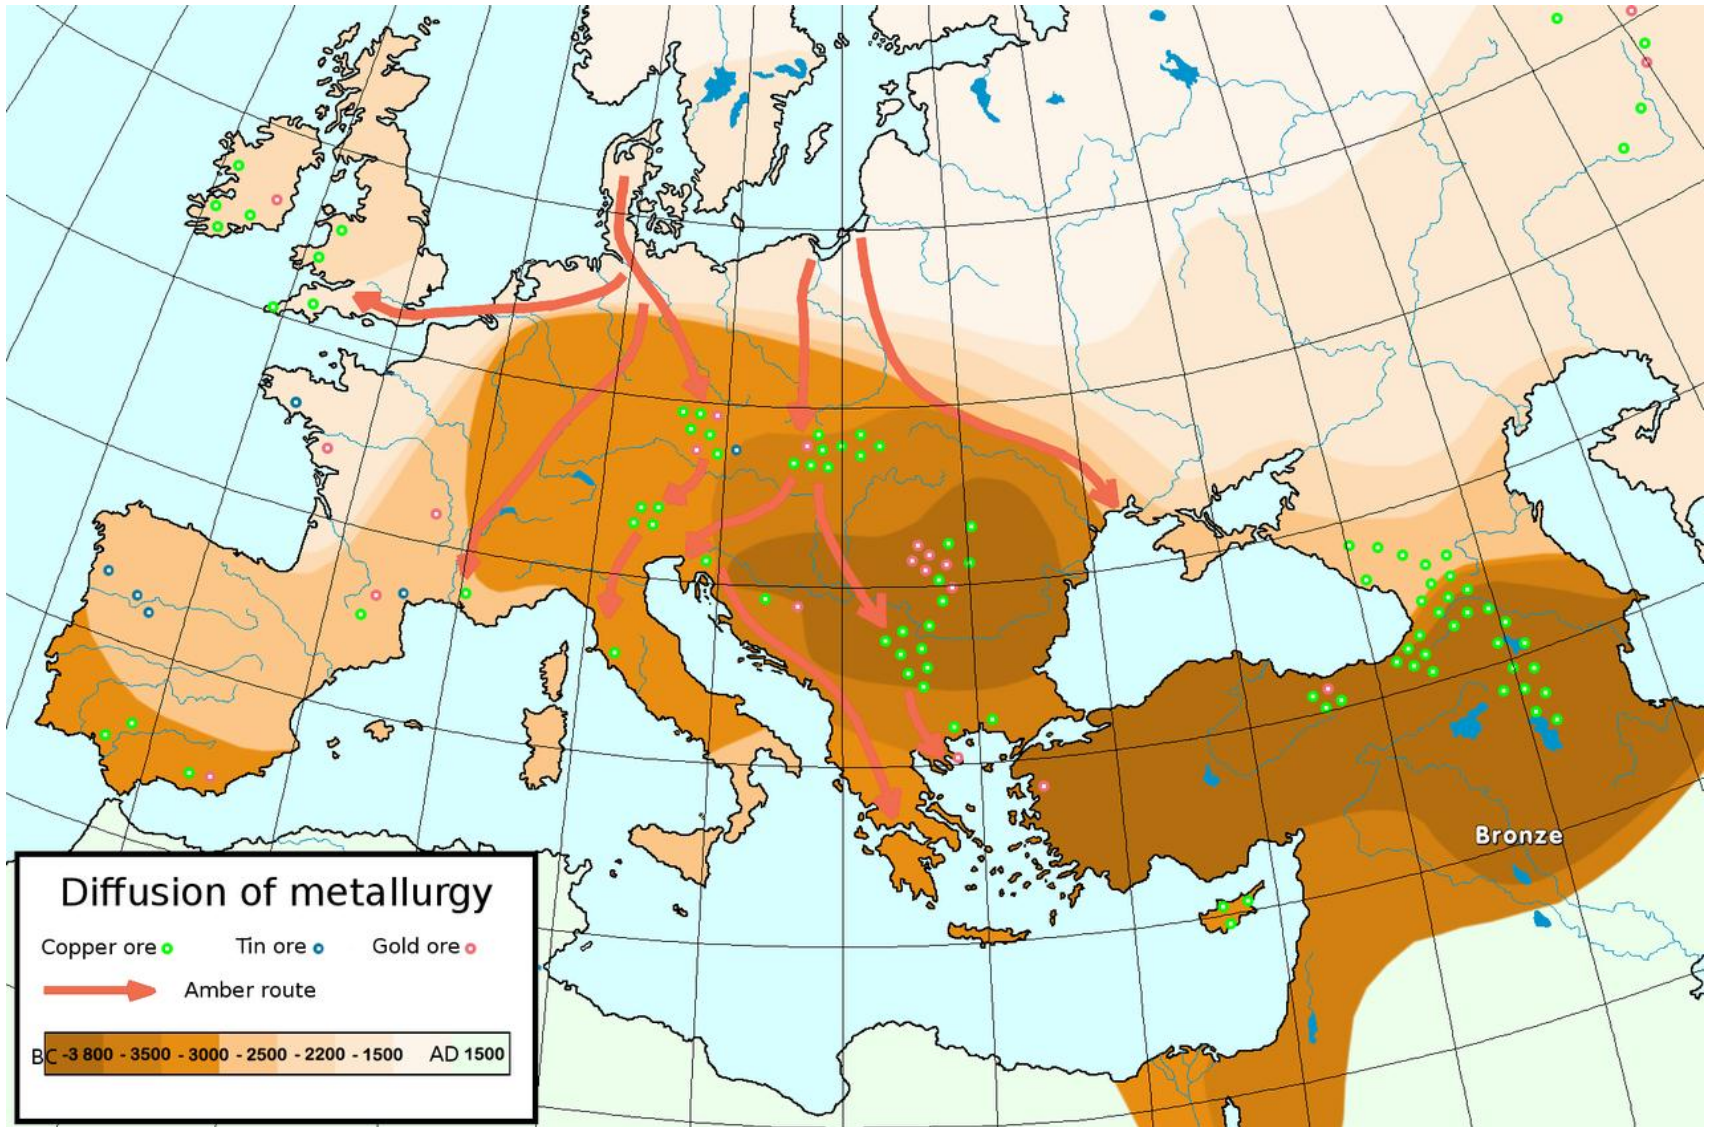 Bronze
Diffusion of metallurgy
Copper ore Tin ore Gold ore
Amber route
BC -3 800 - 3500 - 3000 - 2500 - 2200 - 1500 AD 1500